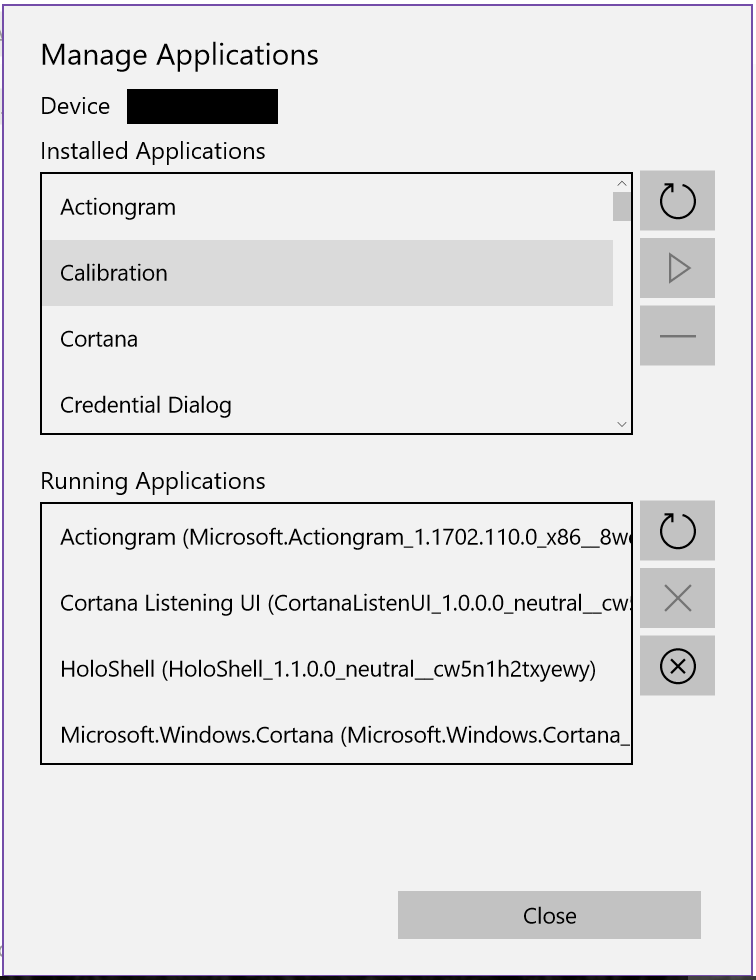 Manage Applications
Device
Installed Applications
Actiongram
Calibration
Cortana
Credential Dialog
Running Applications
Actiongram (Microsoft.Actiongram_1.1702.110.0_x86__8w
Cortana Listening UI (CortanaListenUI_1.0.0.0_neutral__cw5
HoloShell (HoloShell_1.1.0.0_neutral__cw5n1h2txyewy)
Microsoft.Windows.Cortana (Microsoft.Windows.Cortana_
Close